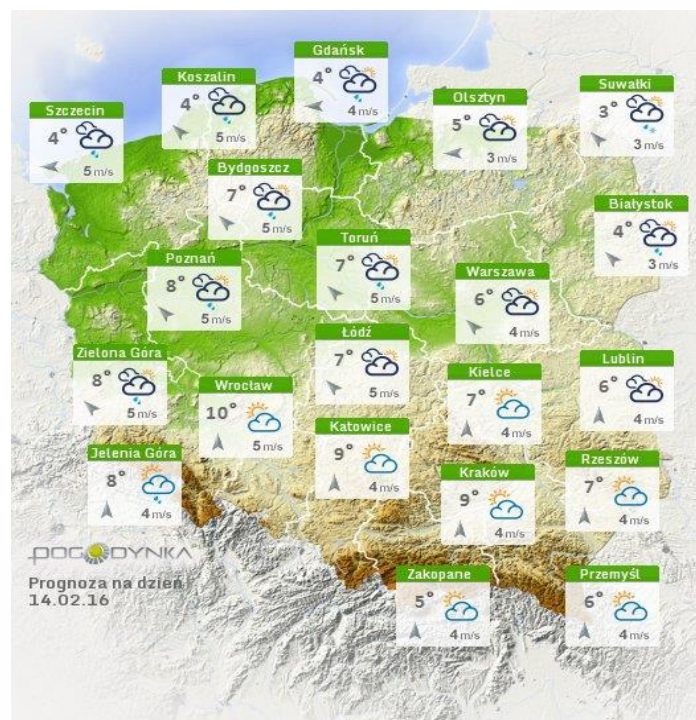 Gdańsk
4°
4 m/s
Koszalin
4°
5 m/s
Suwałki
3°
3 m/s
Olsztyn
5°
3 m/s
Szczecin
4°
5 m/s
Bydgoszcz
7°
5 m/s
Białystok
4°
3 m/s
Toruń
7°
5 m/s
Poznań
8°
5 m/s
Warszawa
6°
4 m/s
Łódź
7°
5 m/s
Zielona Góra
8°
5 m/s
Lublin
6°
4 m/s
Kielce
7°
4 m/s
Wrocław
10°
5 m/s
Katowice
9°
4 m/s
Jelenia Góra
8°
4 m/s
Rzeszów
7°
4 m/s
Kraków
9°
4 m/s
POGODYNKA
Prognoza na dzień
14.02.16
Zakopane
5°
4 m/s
Przemyśl
6°
4 m/s